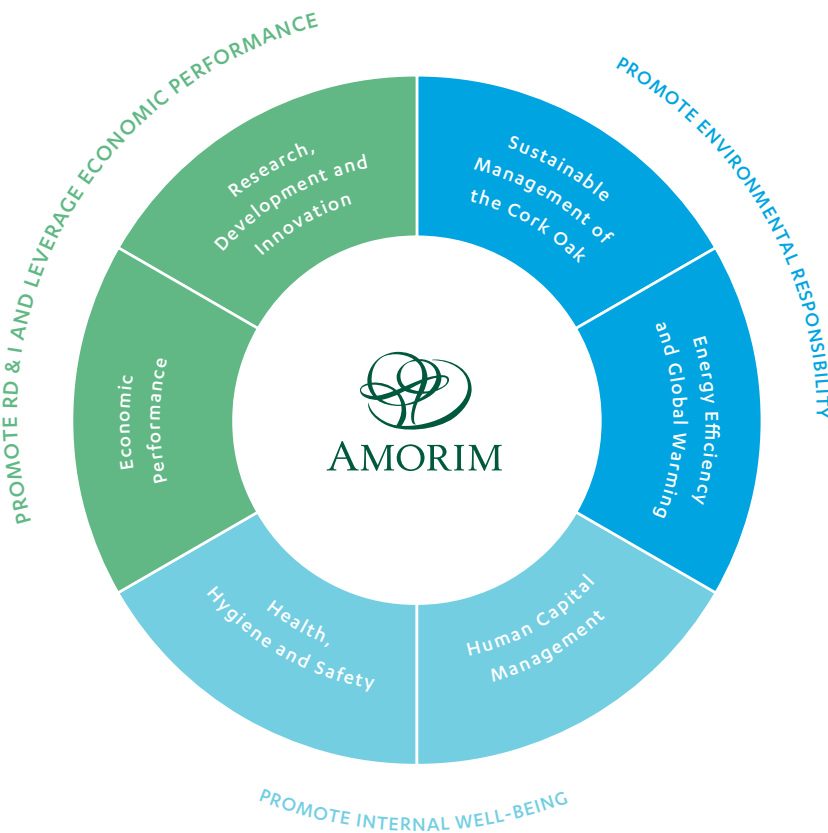 PROMOTE RD & I AND LEVERAGE ECONOMIC PERFORMANCE
PROMOTE ENVIRONMENTAL RESPONSIBILITY
Research,
Development and
Innovation
Sustainable
Management of
the Cork Oak
Energy Efficiency
and Global Warming
Economic
Performance
AMORIM
Health,
Hygiene and Safety
Human Capital
Management
PROMOTE INTERNAL WELL-BEING